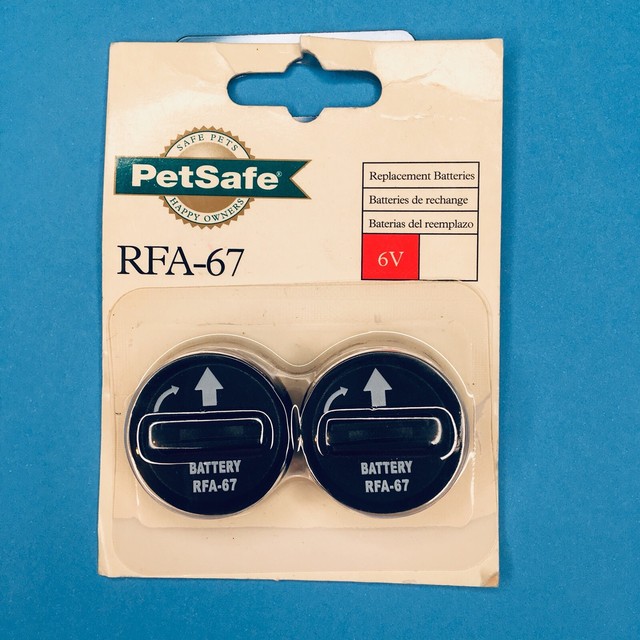 SAFE PETS
PetSafe®
HAPPY OWNERS
RFA-67
Replacement Batteries
Batteries de rechange
Baterias del reemplazo
6V
BATTERY
RFA-67
BATTERY
RFA-67